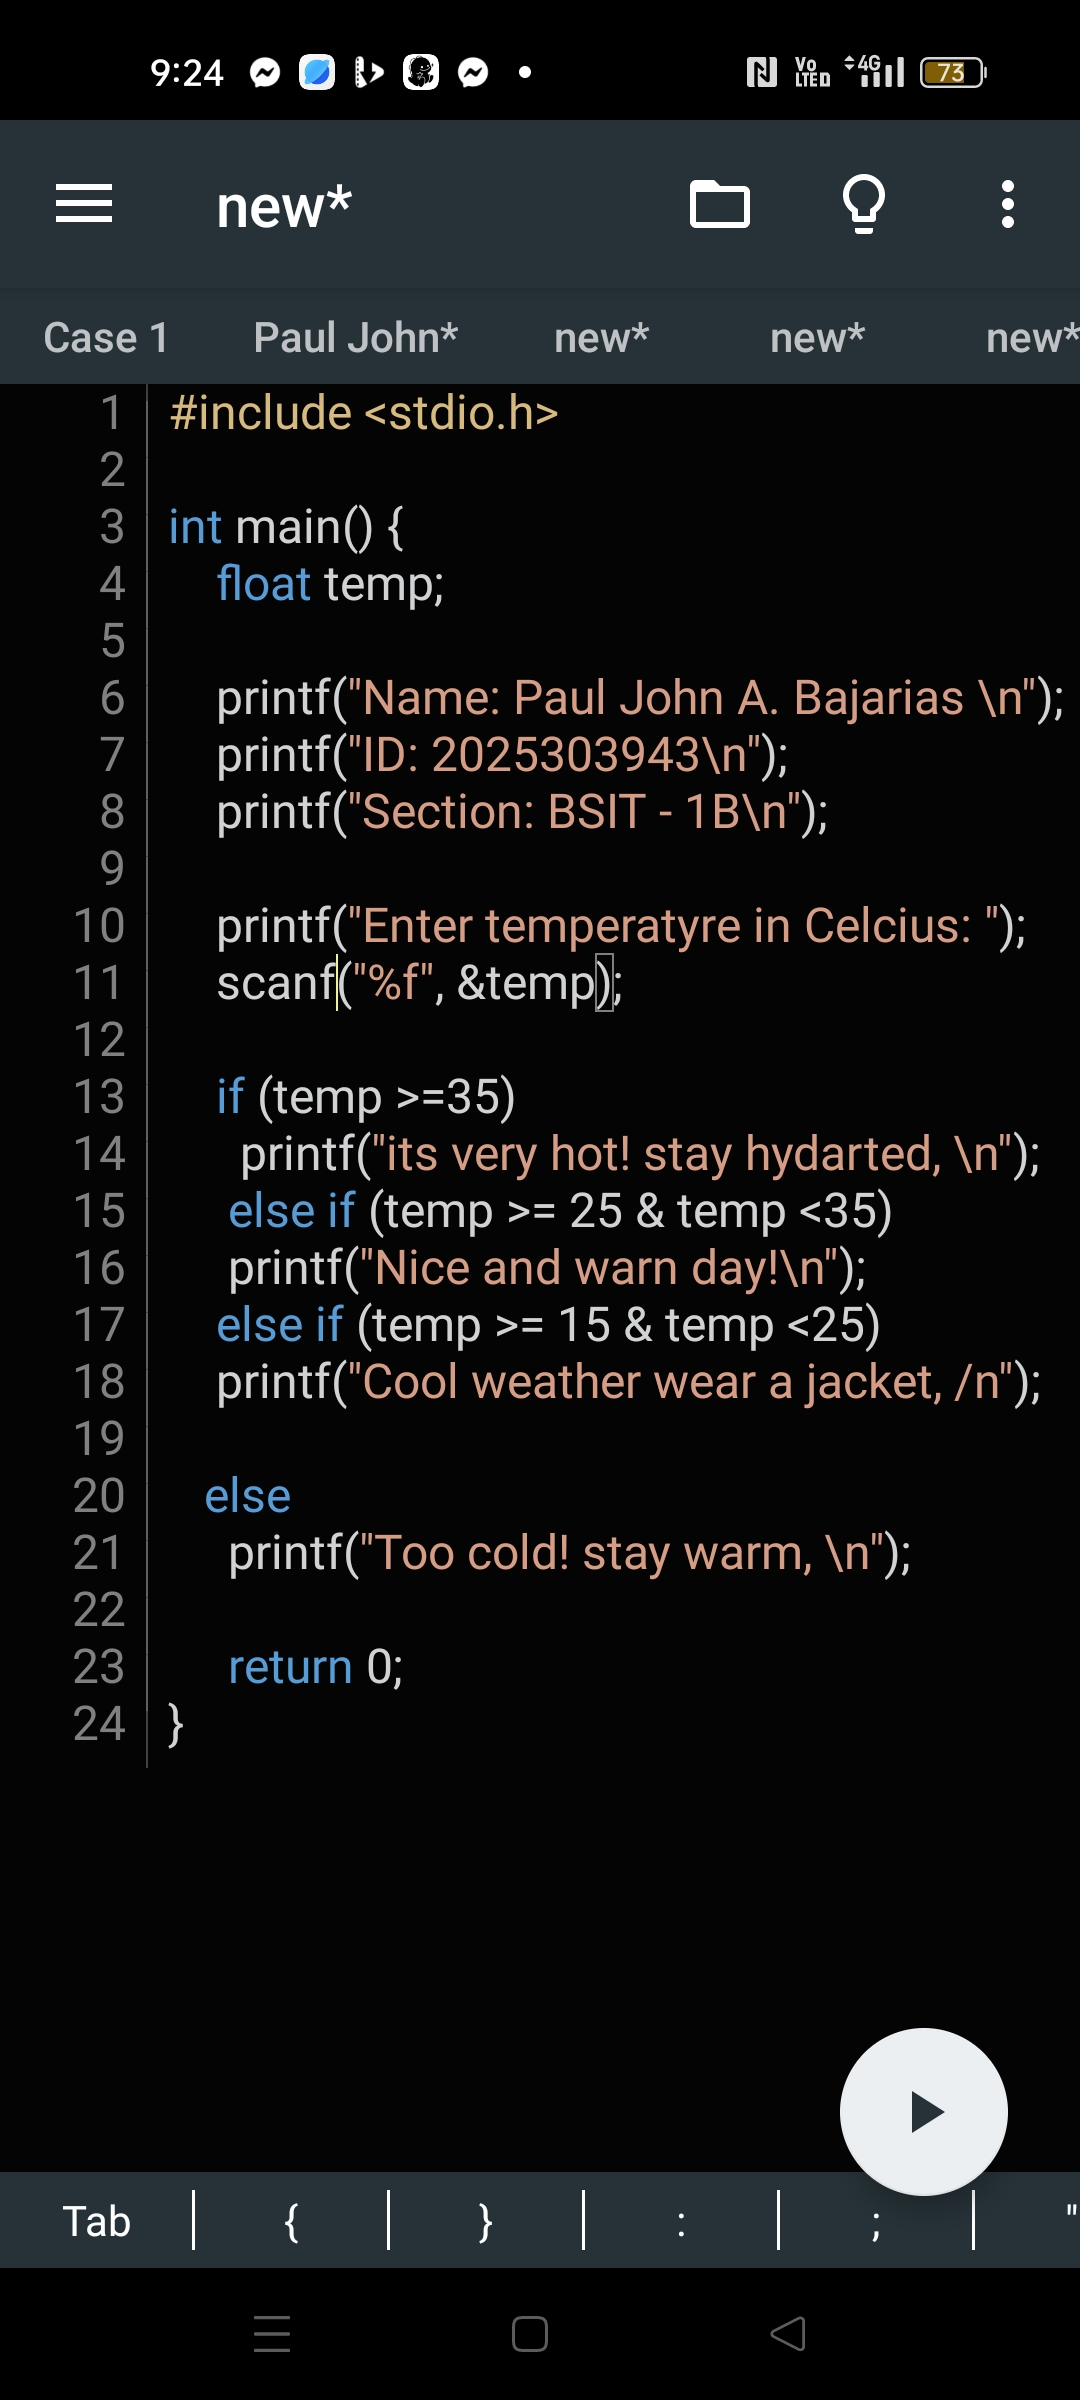 9:24 Vo LTED 4G 73
new*
Case 1 Paul John* new* new* new*
1 #include <stdio.h>
2
3 int main() {
4 float temp;
5
6 printf("Name: Paul John A. Bajarias \n");
7 printf("ID: 2025303943\n");
8 printf("Section: BSIT - 1B\n");
9
10 printf("Enter temperatyre in Celcius: ");
11 scanf("%f", &temp);
12
13 if (temp >=35)
14 printf("its very hot! stay hydarted, \n");
15 else if (temp >= 25 & temp <35)
16 printf("Nice and warn day!\n");
17 else if (temp >= 15 & temp <25)
18 printf("Cool weather wear a jacket, /n");
19
20 else
21 printf("Too cold! stay warm, \n");
22
23 return 0;
24 }
Tab { } : ; "